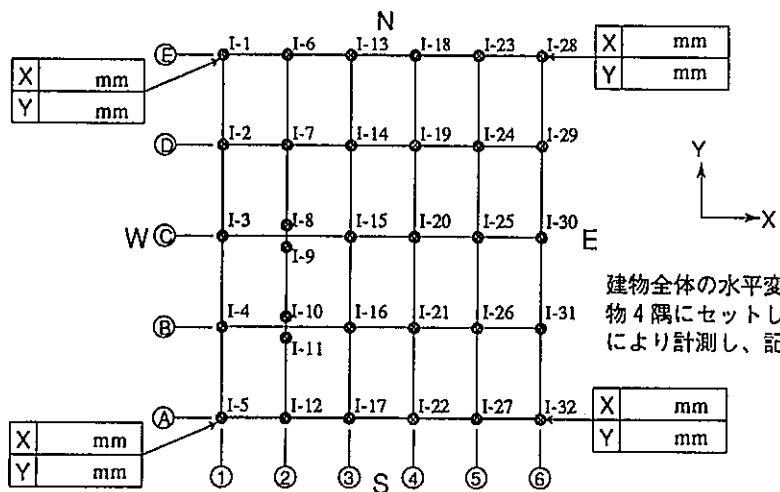 N
E I-1 I-6 I-13 I-18 I-23 I-28
X mm
Y mm
X mm
Y mm
D I-2 I-7 I-14 I-19 I-24 I-29
Y
X
W C I-3 I-8 I-15 I-20 I-25 I-30 E
I-9
建物全体の水平変
物4隅にセットし
により計測し、記
B I-4 I-10 I-16 I-21 I-26 I-31
I-11
A I-5 I-12 I-17 I-22 I-27 I-32
X mm
Y mm
X mm
Y mm
1 2 3 4 5 6
S